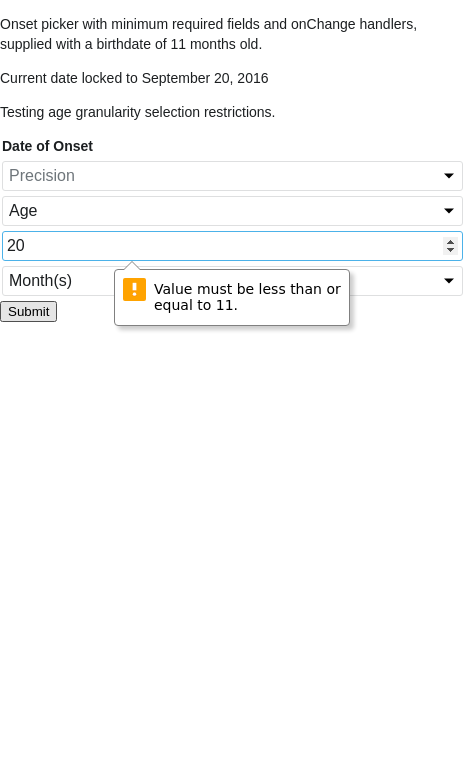 Onset picker with minimum required fields and onChange handlers,
supplied with a birthdate of 11 months old.
Current date locked to September 20, 2016
Testing age granularity selection restrictions.
Date of Onset
Precision
Age
20
Month(s)
Value must be less than or
equal to 11.
Submit